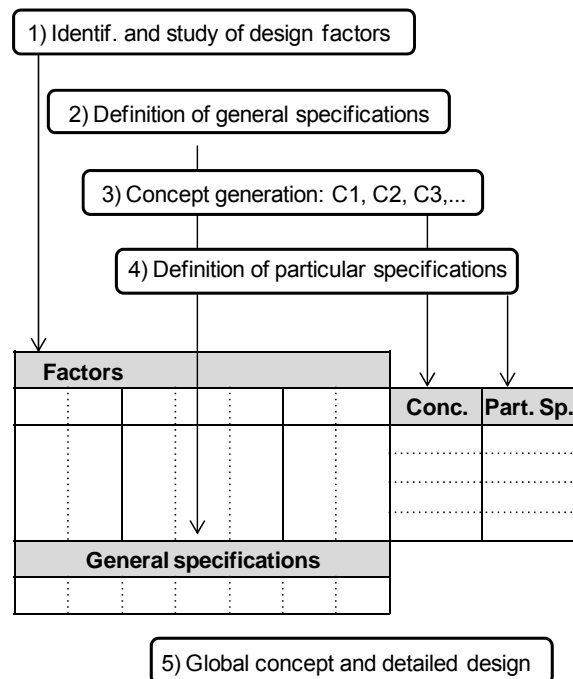 1) Identif. and study of design factors
2) Definition of general specifications
3) Concept generation: C1, C2, C3,...
4) Definition of particular specifications
Factors
Conc. Part. Sp.
General specifications
5) Global concept and detailed design